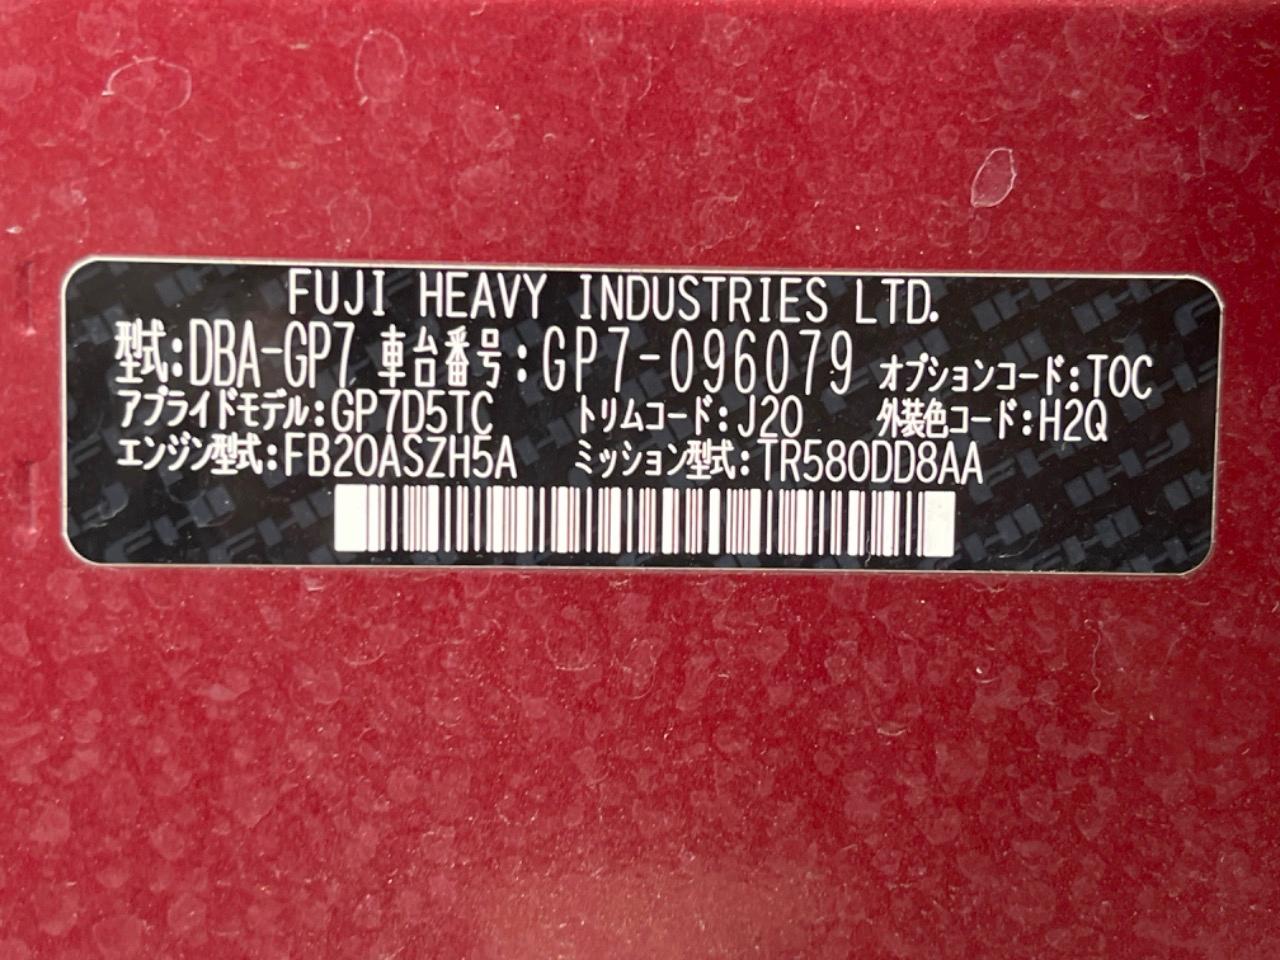 FUJI HEAVY INDUSTRIES LTD.
型式:DBA-GP7 車台番号:GP7-096079 オプションコード:TOC
アプライドモデル:GP7D5TC トリムコード:J20 外装色コード:H2Q
エンジン型式:FB20ASZH5A ミッション型式:TR580DD8AA